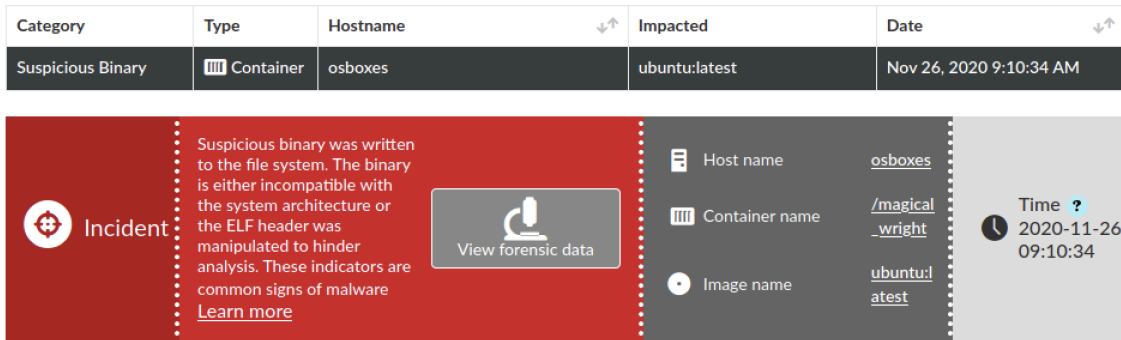 Category Type Hostname Impacted Date
Suspicious Binary Container osboxes ubuntu:latest Nov 26, 2020 9:10:34 AM
Incident
Suspicious binary was written
to the file system. The binary
is either incompatible with
the system architecture or
the ELF header was
manipulated to hinder
analysis. These indicators are
common signs of malware
Learn more
View forensic data
Host name osboxes
Container name /magical
_wright
Image name ubuntu:l
atest
Time ?
2020-11-26
09:10:34